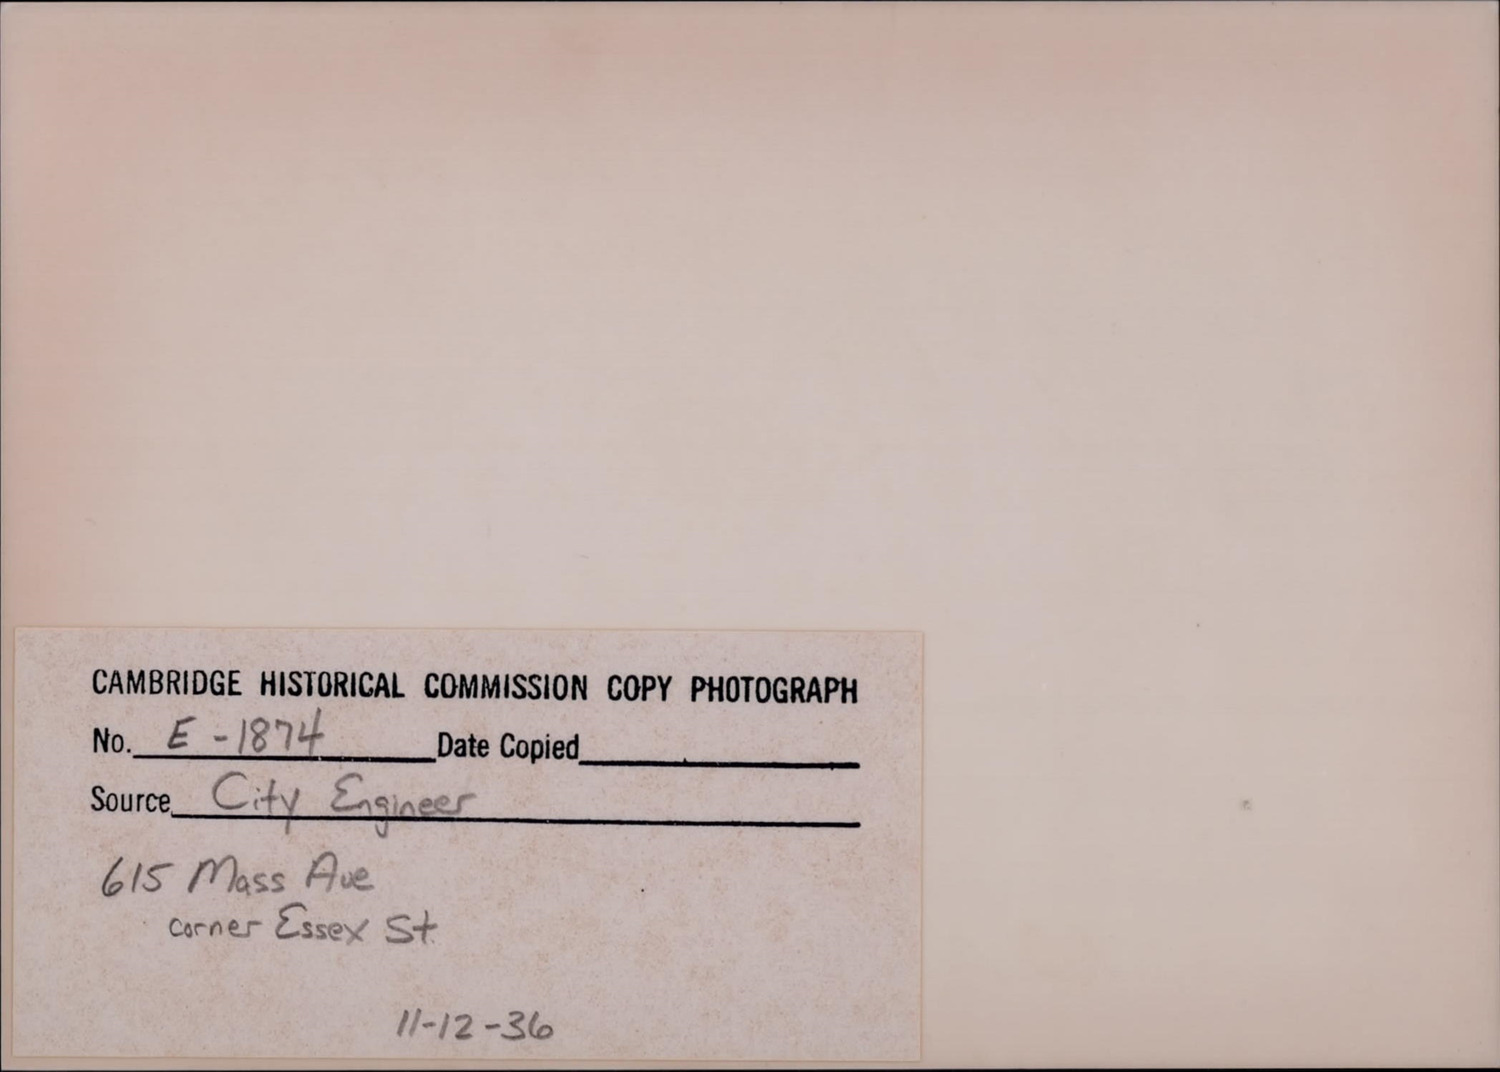 CAMBRIDGE HISTORICAL COMMISSION COPY PHOTOGRAPH
No. E-1874 Date Copied
Source City Engineer
615 Mass Ave
corner Essex St.
11-12-36